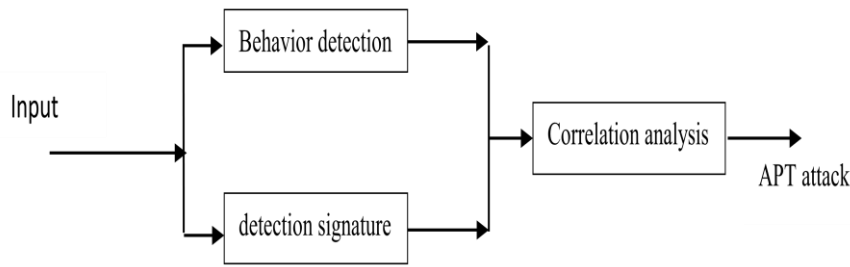 Behavior detection
Input
Correlation analysis
APT attack
detection signature